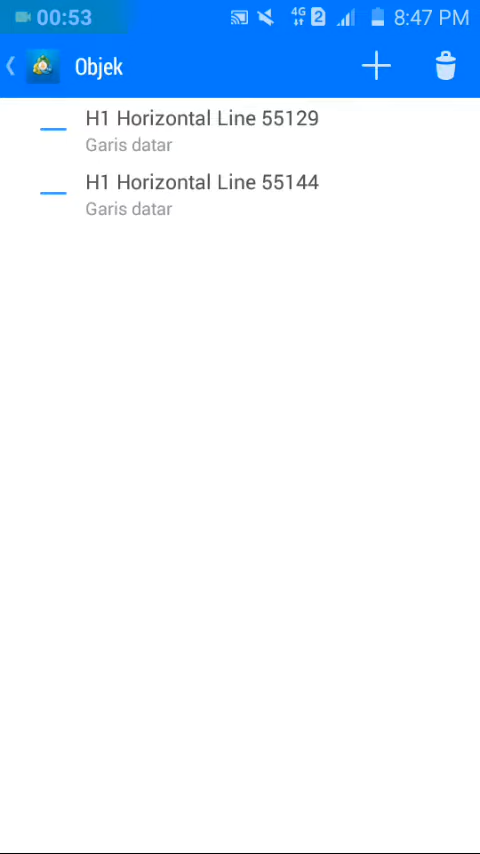 00:53
4G 2 8:47 PM
Objek
H1 Horizontal Line 55129
Garis datar
H1 Horizontal Line 55144
Garis datar